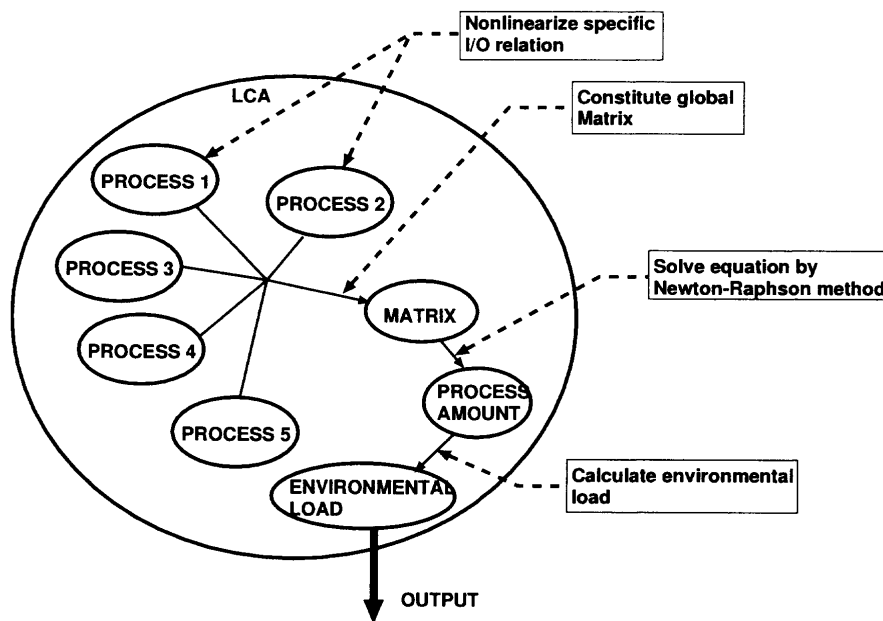 Nonlinearize specific
I/O relation
LCA
Constitute global
Matrix
PROCESS 1
PROCESS 2
PROCESS 3
Solve equation by
Newton-Raphson method
MATRIX
PROCESS 4
PROCESS
AMOUNT
PROCESS 5
Calculate environmental
load
ENVIRONMENTAL
LOAD
OUTPUT